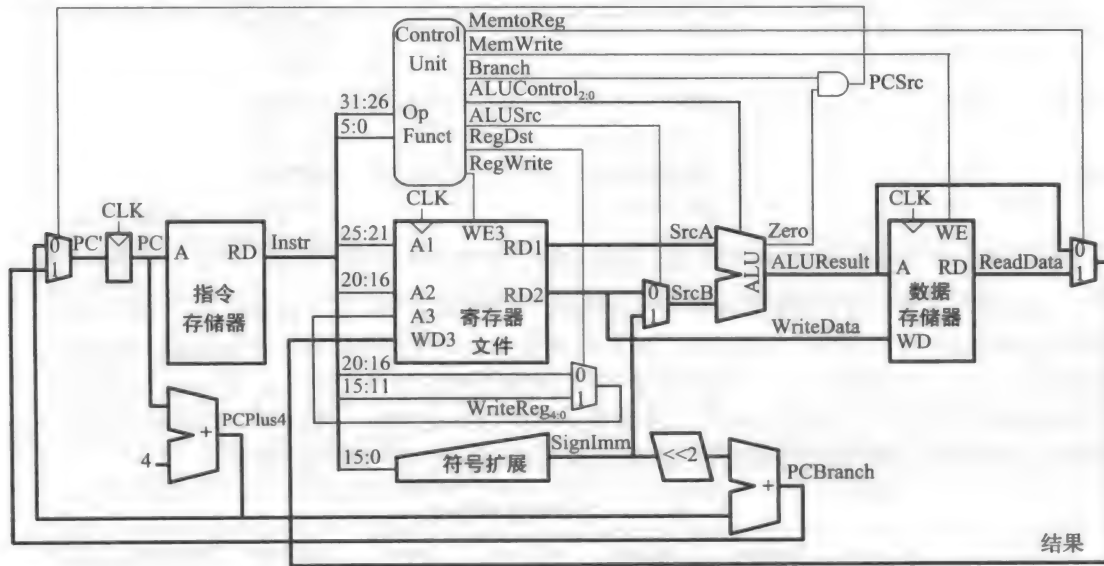 MemtoReg
Control
Unit
MemWrite
Branch
PCSrc
ALUControl2:0
31:26
Op
ALUSrc
5:0
Funct
RegDst
RegWrite
CLK
CLK
CLK
0
1
PC'
PC
A
RD
Instr
指令
存储器
25:21
A1
WE3
RD1
SrcA
Zero
ALU
ALUResult
WE
A
RD
ReadData
0
1
20:16
A2
RD2
0
1
SrcB
A3
寄存器
文件
WD3
数据
存储器
WriteData
WD
20:16
15:11
0
1
WriteReg4:0
PCPlus4
+
4
15:0
符号扩展
SignImm
<<2
+
PCBranch
结果